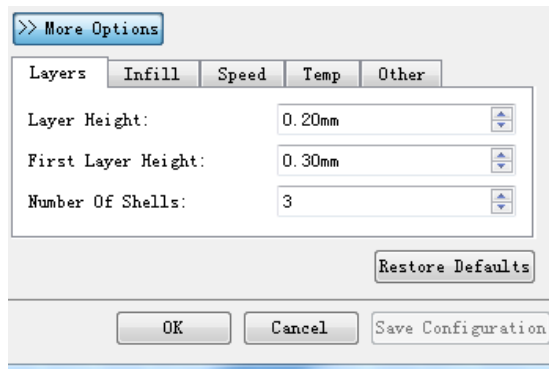 >> More Options
Layers Infill Speed Temp Other
Layer Height: 0.20mm
First Layer Height: 0.30mm
Number Of Shells: 3
Restore Defaults
OK Cancel Save Configuration